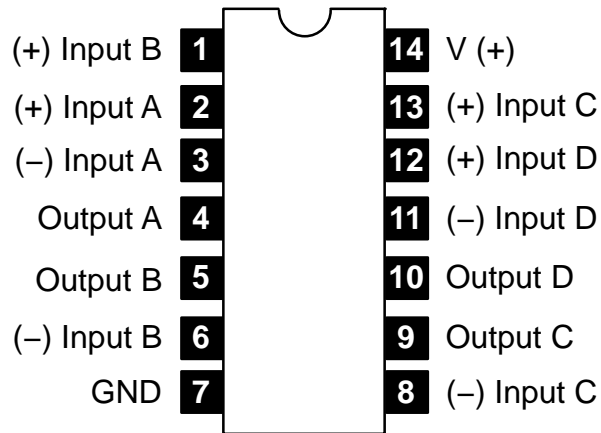 (+) Input B 1 14 V (+)
(+) Input A 2 13 (+) Input C
(−) Input A 3 12 (+) Input D
Output A 4 11 (−) Input D
Output B 5 10 Output D
(−) Input B 6 9 Output C
GND 7 8 (−) Input C